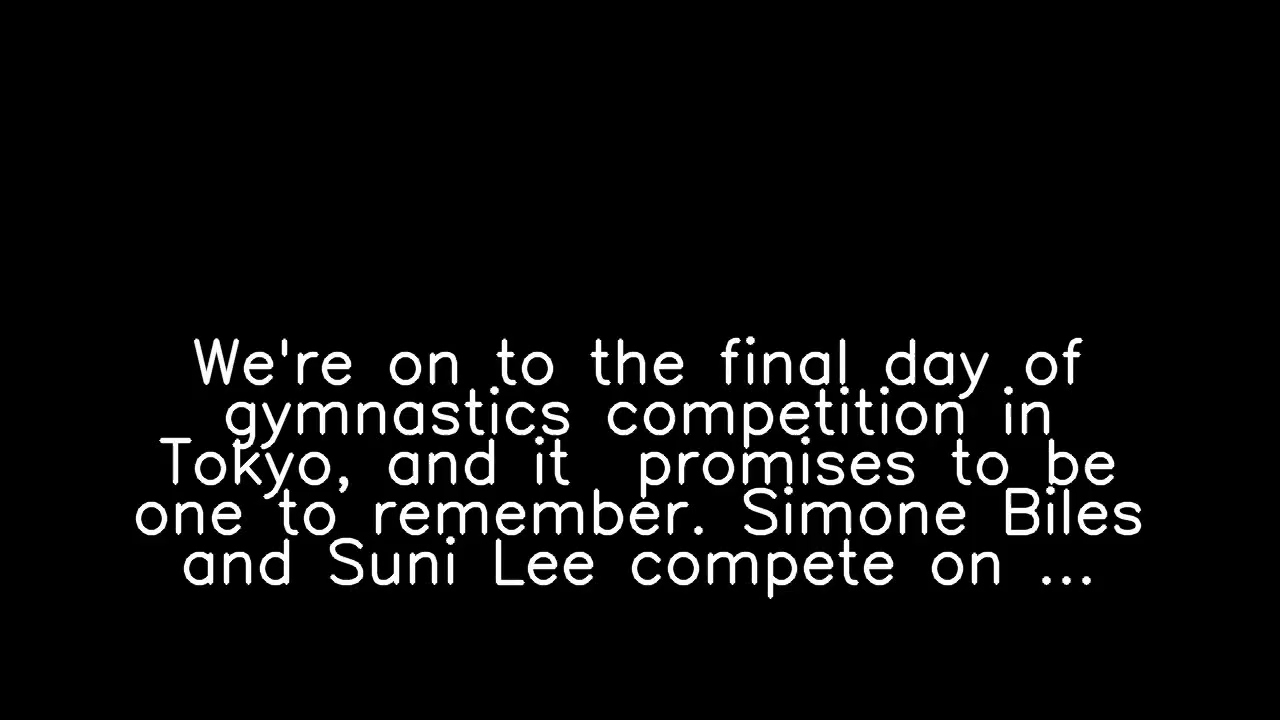 We're on to the final day of
gymnastics competition in
Tokyo, and it  promises to be
one to remember. Simone Biles
and Suni Lee compete on ...